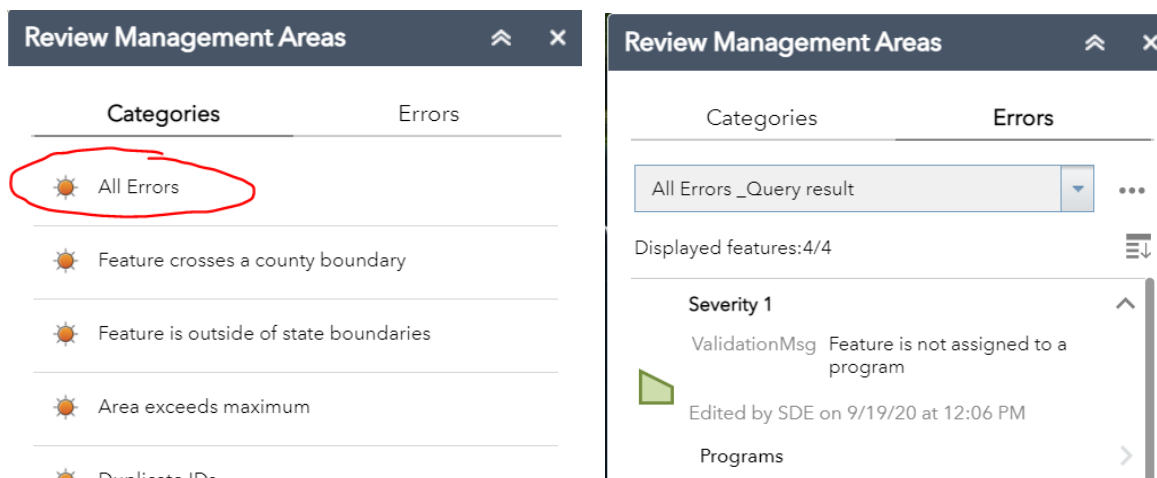 Review Management Areas
Categories Errors
All Errors
Feature crosses a county boundary
Feature is outside of state boundaries
Area exceeds maximum
Duplicate IDs
Review Management Areas
Categories Errors
All Errors _Query result
Displayed features:4/4
Severity 1
ValidationMsg Feature is not assigned to a
program
Edited by SDE on 9/19/20 at 12:06 PM
Programs